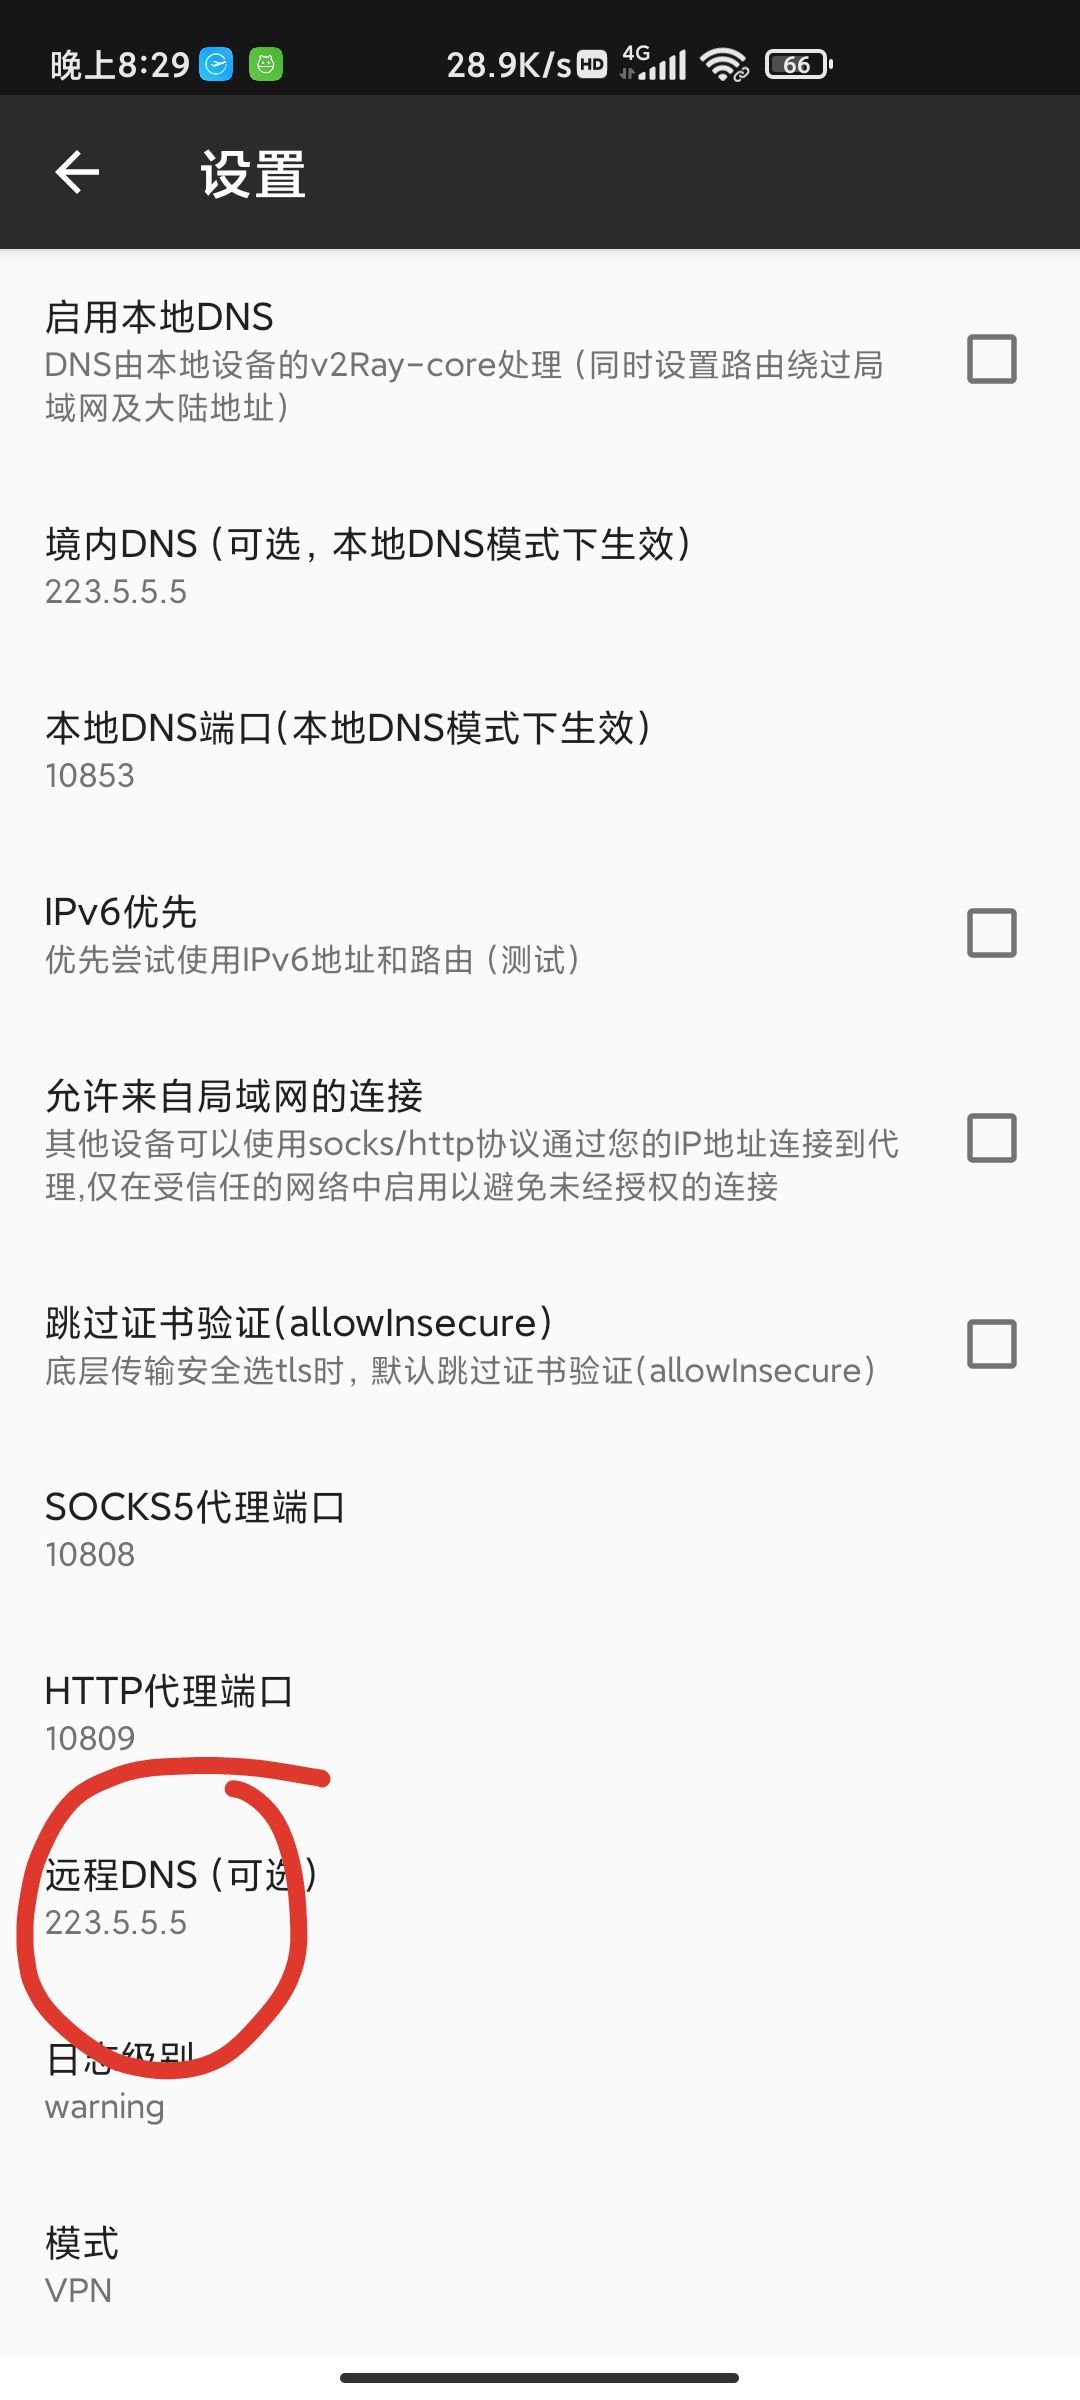 晚上8:29
28.9K/s HD 4G 66
设置
启用本地DNS
DNS由本地设备的v2Ray-core处理（同时设置路由绕过局
域网及大陆地址）
境内DNS（可选，本地DNS模式下生效）
223.5.5.5
本地DNS端口(本地DNS模式下生效)
10853
IPv6优先
优先尝试使用IPv6地址和路由（测试）
允许来自局域网的连接
其他设备可以使用socks/http协议通过您的IP地址连接到代
理,仅在受信任的网络中启用以避免未经授权的连接
跳过证书验证(allowInsecure)
底层传输安全选tls时，默认跳过证书验证(allowInsecure)
SOCKS5代理端口
10808
HTTP代理端口
10809
远程DNS（可选）
223.5.5.5
日志级别
warning
模式
VPN